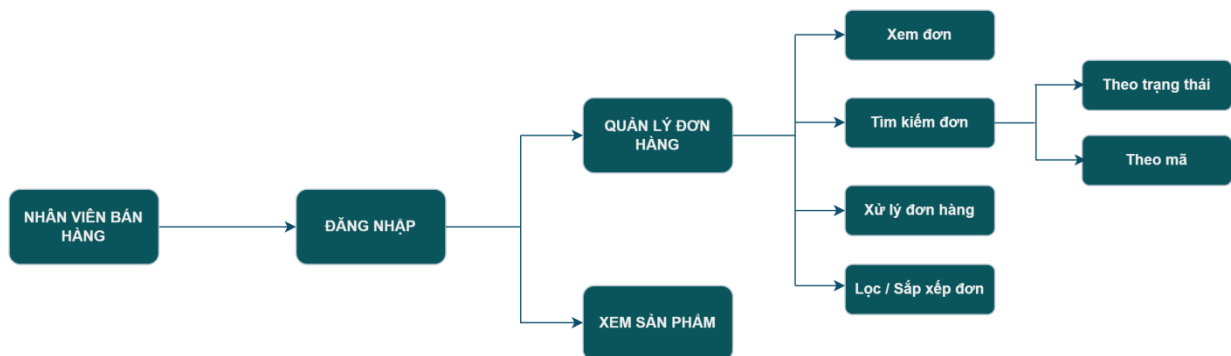 NHÂN VIÊN BÁN
HÀNG
ĐĂNG NHẬP
QUẢN LÝ ĐƠN
HÀNG
XEM SẢN PHẨM
Xem đơn
Tìm kiếm đơn
Xử lý đơn hàng
Lọc / Sắp xếp đơn
Theo trạng thái
Theo mã